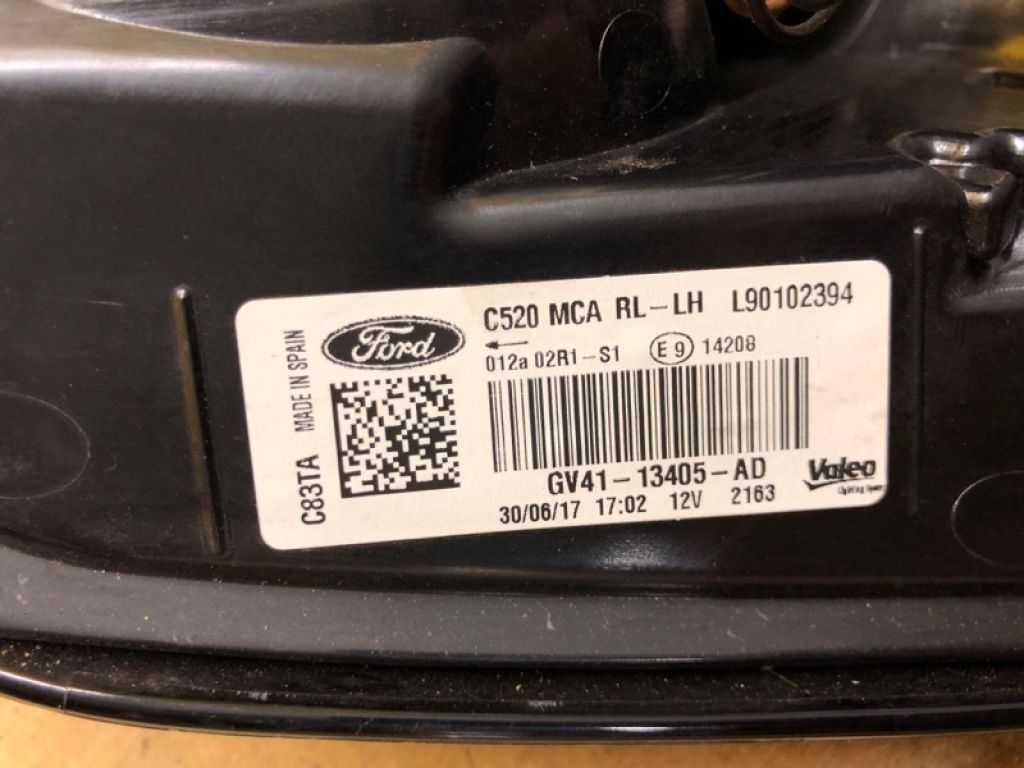 C520 MCA RL-LH L90102394
Ford
012a 02R1-S1 E9 14208
MADE IN SPAIN
C83TA
GV41-13405-AD
Valeo
30/06/17 17:02 12V 2163